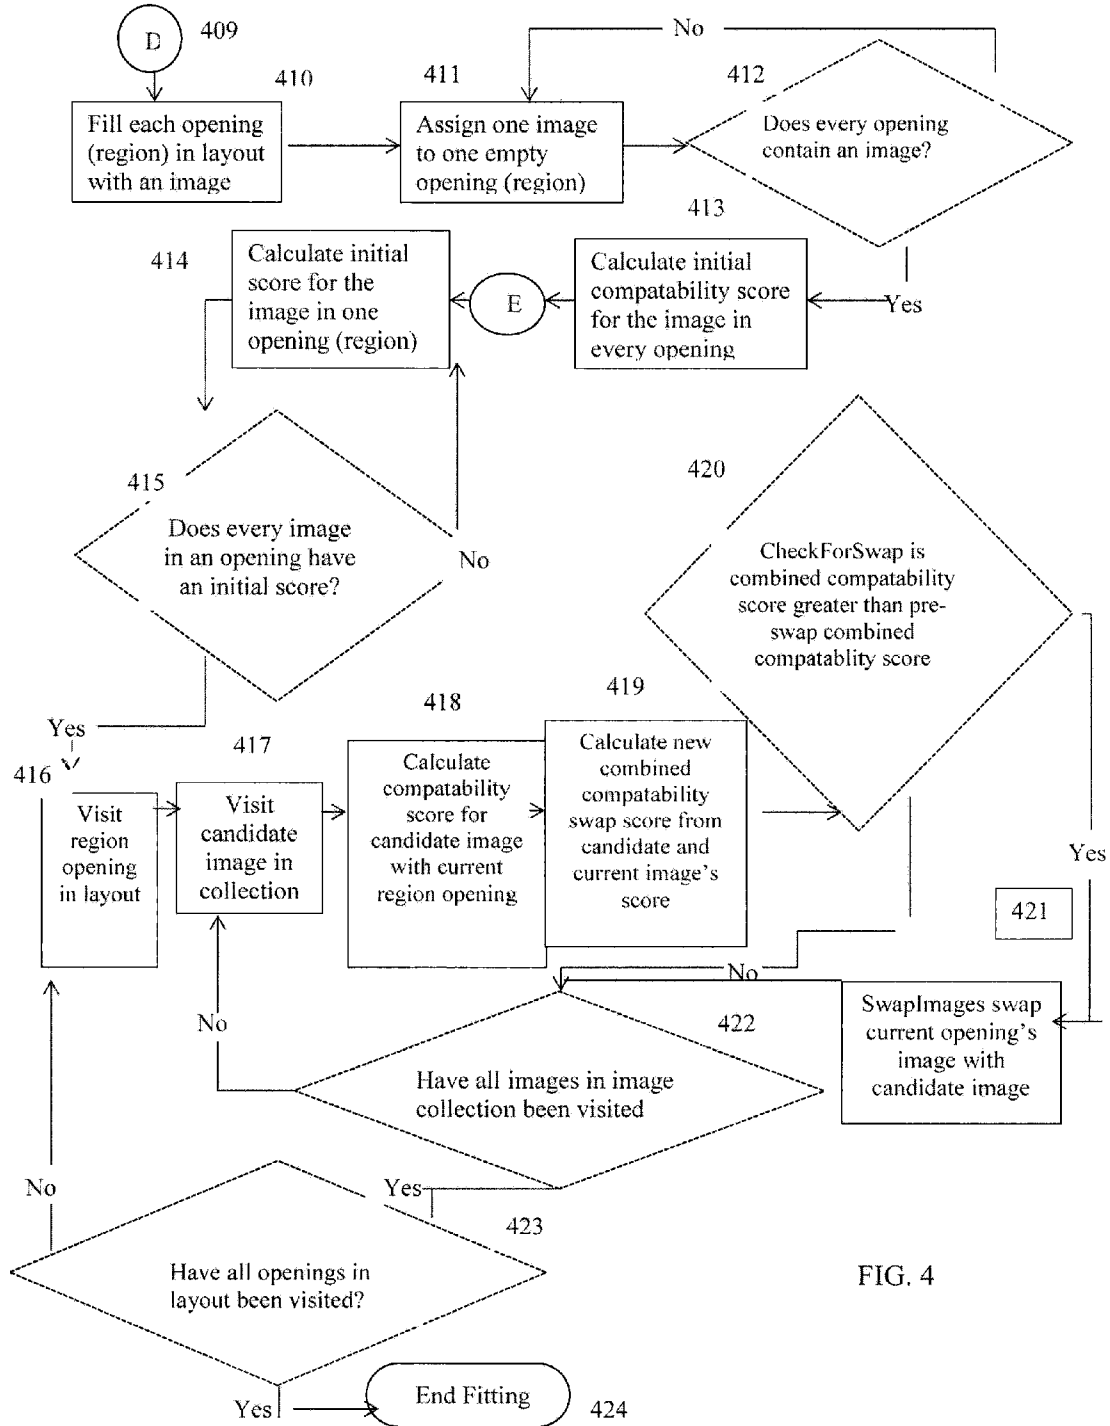 D
409
410
Fill each opening
(region) in layout
with an image
411
Assign one image
to one empty
opening (region)
No
412
Does every opening
contain an image?
Yes
413
Calculate initial
compatability score
for the image in
every opening
E
414
Calculate initial
score for the
image in one
opening (region)
415
Does every image
in an opening have
an initial score?
No
Yes
416
Visit
region
opening
in layout
417
Visit
candidate
image in
collection
418
Calculate
compatability
score for
candidate image
with current
region opening
419
Calculate new
combined
compatability
swap score from
candidate and
current image's
score
420
CheckForSwap is
combined compatability
score greater than pre-
swap combined
compatablity score
Yes
No
421
SwapImages swap
current opening's
image with
candidate image
422
Have all images in image
collection been visited
No
Yes
423
Have all openings in
layout been visited?
No
Yes
End Fitting
424
FIG. 4